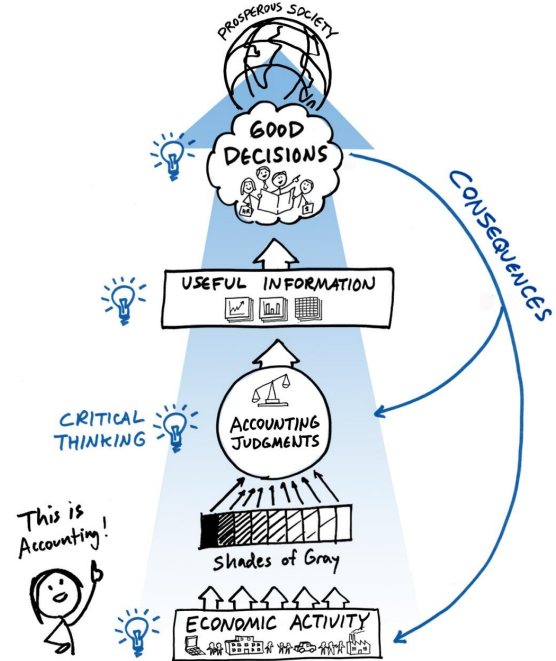 PROSPEROUS SOCIETY
GOOD
DECISIONS
HR
$
CONSEQUENCES
USEFUL INFORMATION
CRITICAL
THINKING
ACCOUNTING
JUDGMENTS
This is
Accounting!
Shades of Gray
ECONOMIC ACTIVITY